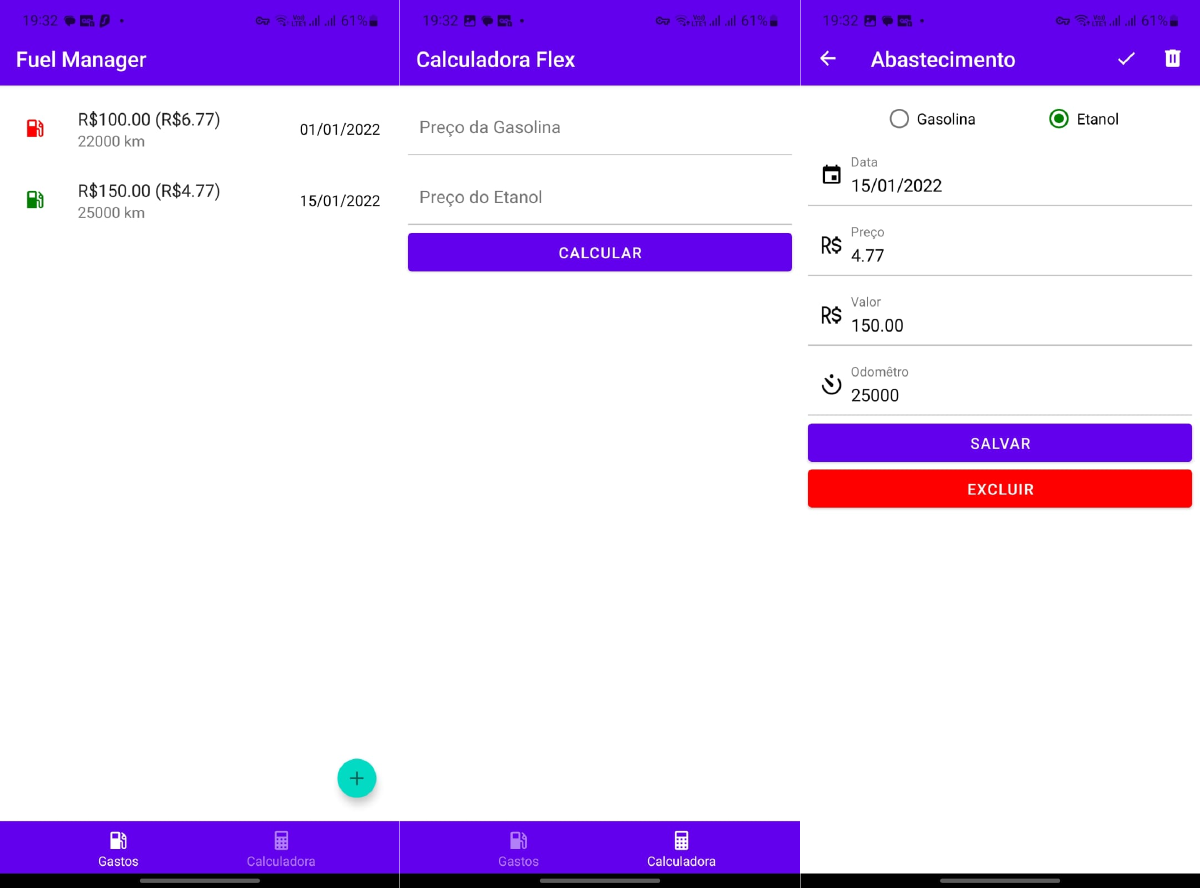 19:32
61%
Fuel Manager
R$100.00 (R$6.77)
22000 km
01/01/2022
R$150.00 (R$4.77)
25000 km
15/01/2022
Gastos
Calculadora
19:32
61%
Calculadora Flex
Preço da Gasolina
Preço do Etanol
CALCULAR
Gastos
Calculadora
19:32
61%
Abastecimento
Gasolina
Etanol
Data
15/01/2022
Preço
R$ 4.77
Valor
R$ 150.00
Odomêtro
25000
SALVAR
EXCLUIR